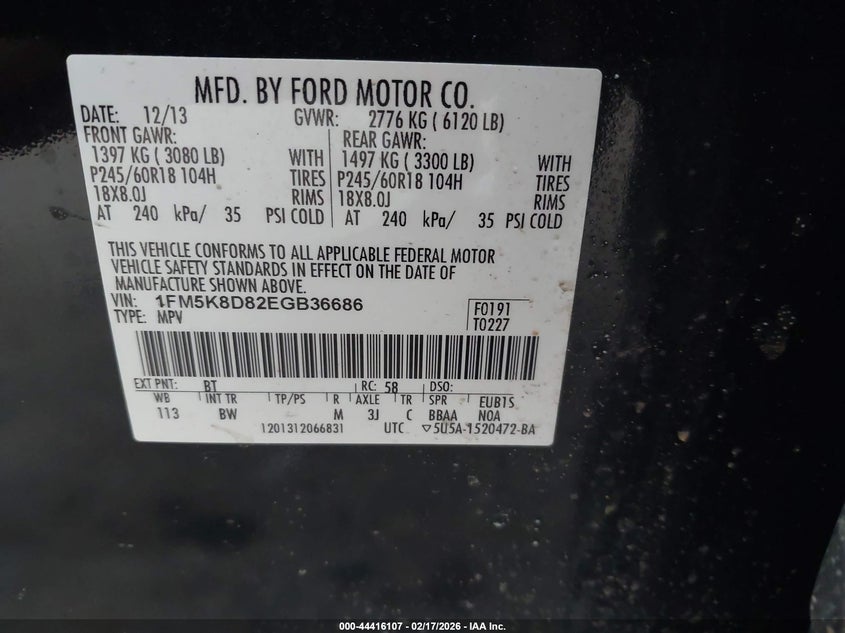 MFD. BY FORD MOTOR CO.
DATE: 12/13 GVWR: 2776 KG ( 6120 LB)
FRONT GAWR: REAR GAWR:
1397 KG ( 3080 LB) WITH 1497 KG ( 3300 LB) WITH
P245/60R18 104H TIRES P245/60R18 104H TIRES
18X8.0J RIMS 18X8.0J RIMS
AT 240 kPa/ 35 PSI COLD AT 240 kPa/ 35 PSI COLD
THIS VEHICLE CONFORMS TO ALL APPLICABLE FEDERAL MOTOR
VEHICLE SAFETY STANDARDS IN EFFECT ON THE DATE OF
MANUFACTURE SHOWN ABOVE.
VIN: 1FM5K8D82EGB36686 F0191
TYPE: MPV T0227
EXT PNT: BT RC: 58 DSO:
WB INT TR TP/PS R AXLE TR SPR EUB1S
113 BW M 3J C BBAA N0A
1201312066831 UTC ▽5U5A-1520472-BA
000-44416107 - 02/17/2026 - IAA Inc.